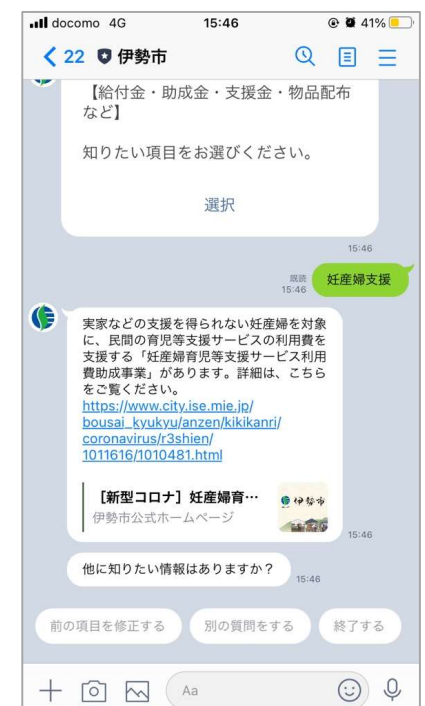 docomo 4G 15:46 41%
22 伊勢市
【給付金・助成金・支援金・物品配布
など】
知りたい項目をお選びください。
選択
15:46
既読
15:46
妊産婦支援
実家などの支援を得られない妊産婦を対象
に、民間の育児等支援サービスの利用費を
支援する「妊産婦育児等支援サービス利用
費助成事業」があります。詳細は、こちら
をご覧ください。
https://www.city.ise.mie.jp/
bousai_kyukyu/anzen/kikikanri/
coronavirus/r3shien/
1011616/1010481.html
［新型コロナ］妊産婦育…
伊勢市公式ホームページ
伊勢市
15:46
他に知りたい情報はありますか？
15:46
前の項目を修正する 別の質問をする 終了する
Aa